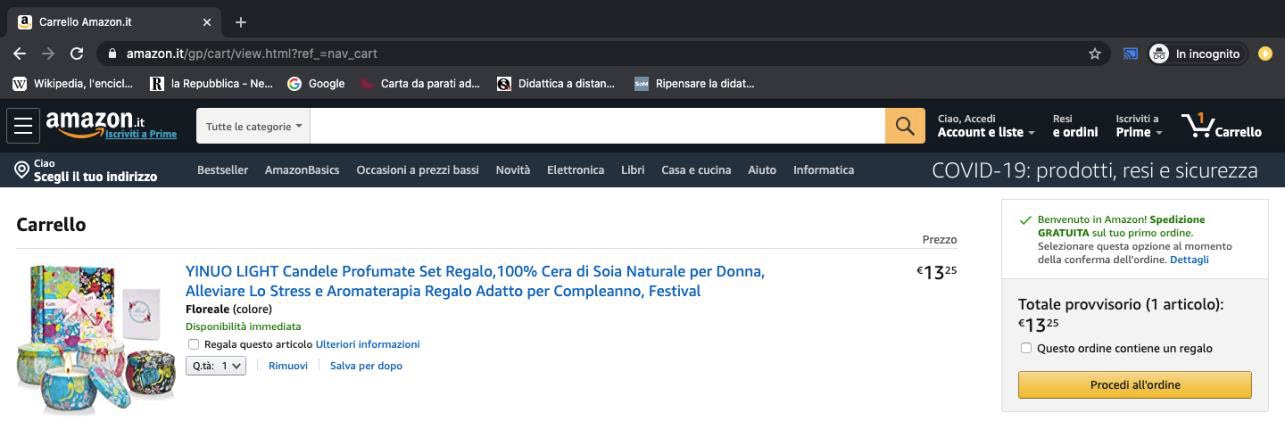 Carrello Amazon.it
amazon.it/gp/cart/view.html?ref_=nav_cart
In incognito
Wikipedia, l'encicl... la Repubblica - Ne... Google Carta da parati ad... Didattica a distan... SoM Ripensare la didat...
amazon.it
Iscriviti a Prime
Tutte le categorie
Ciao, Accedi
Account e liste
Resi
e ordini
Iscriviti a
Prime
1
Carrello
Ciao
Scegli il tuo indirizzo
Bestseller AmazonBasics Occasioni a prezzi bassi Novità Elettronica Libri Casa e cucina Aiuto Informatica
COVID-19: prodotti, resi e sicurezza
Carrello
Prezzo
YINUO LIGHT Candele Profumate Set Regalo,100% Cera di Soia Naturale per Donna,
Alleviare Lo Stress e Aromaterapia Regalo Adatto per Compleanno, Festival
€13 25
Floreale (colore)
Disponibilità immediata
Regala questo articolo Ulteriori informazioni
Q.tà: 1 Rimuovi Salva per dopo
Benvenuto in Amazon! Spedizione
GRATUITA sul tuo primo ordine.
Selezionare questa opzione al momento
della conferma dell'ordine. Dettagli
Totale provvisorio (1 articolo):
€13 25
Questo ordine contiene un regalo
Procedi all'ordine